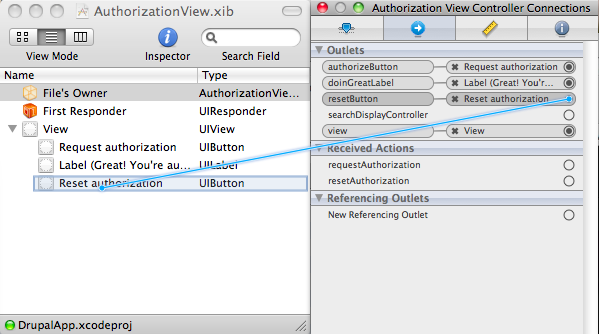 AuthorizationView.xib
View Mode
Inspector
Search Field
Name Type
File's Owner AuthorizationVie...
First Responder UIResponder
View UIView
Request authorization UIButton
Label (Great! You're au... UILabel
Reset authorization UIButton
DrupalApp.xcodeproj
Authorization View Controller Connections
Outlets
authorizeButton Request authorization
doinGreatLabel Label (Great! You'r...
resetButton Reset authorization
searchDisplayController
view View
Received Actions
requestAuthorization
resetAuthorization
Referencing Outlets
New Referencing Outlet